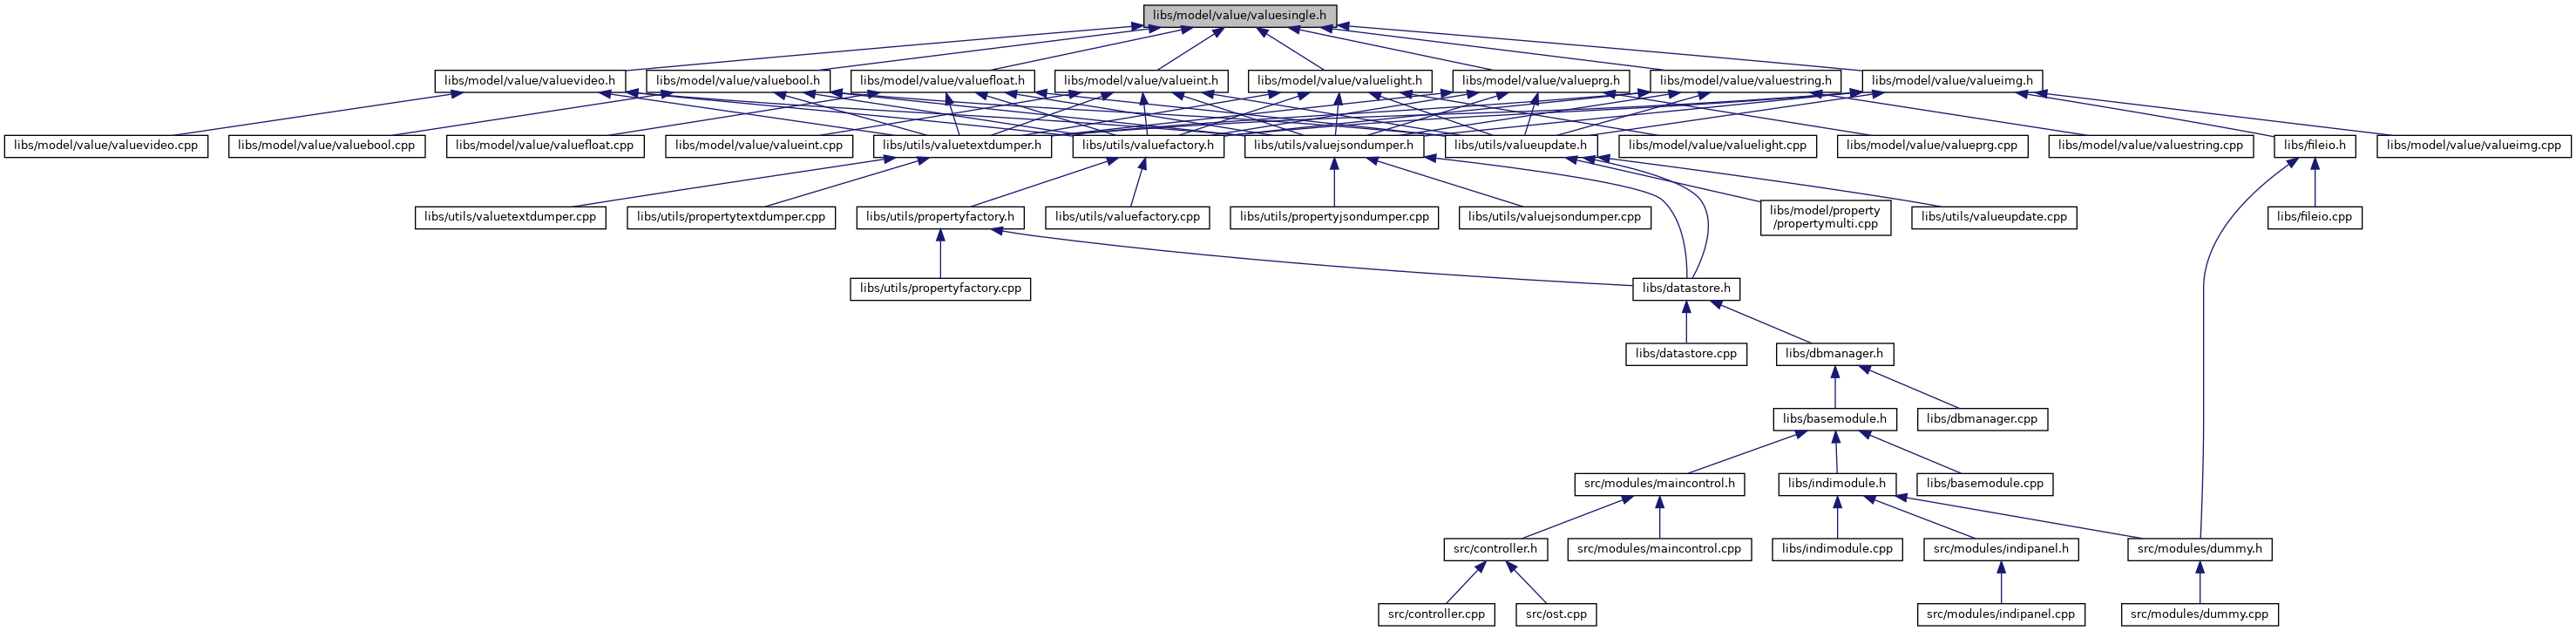 libs/model/value/valuesingle.h
libs/model/value/valuevideo.h
libs/model/value/valuebool.h
libs/model/value/valuefloat.h
libs/model/value/valueint.h
libs/model/value/valuelight.h
libs/model/value/valueprg.h
libs/model/value/valuestring.h
libs/model/value/valueimg.h
libs/model/value/valuevideo.cpp
libs/model/value/valuebool.cpp
libs/model/value/valuefloat.cpp
libs/model/value/valueint.cpp
libs/utils/valuetextdumper.h
libs/utils/valuefactory.h
libs/utils/valuejsondumper.h
libs/utils/valueupdate.h
libs/model/value/valuelight.cpp
libs/model/value/valueprg.cpp
libs/model/value/valuestring.cpp
libs/fileio.h
libs/model/value/valueimg.cpp
libs/utils/valuetextdumper.cpp
libs/utils/propertytextdumper.cpp
libs/utils/propertyfactory.h
libs/utils/valuefactory.cpp
libs/utils/propertyjsondumper.cpp
libs/utils/valuejsondumper.cpp
libs/model/property
/propertymulti.cpp
libs/utils/valueupdate.cpp
libs/fileio.cpp
libs/utils/propertyfactory.cpp
libs/datastore.h
libs/datastore.cpp
libs/dbmanager.h
libs/basemodule.h
libs/dbmanager.cpp
src/modules/maincontrol.h
libs/indimodule.h
libs/basemodule.cpp
src/controller.h
src/modules/maincontrol.cpp
libs/indimodule.cpp
src/modules/indipanel.h
src/modules/dummy.h
src/controller.cpp
src/ost.cpp
src/modules/indipanel.cpp
src/modules/dummy.cpp